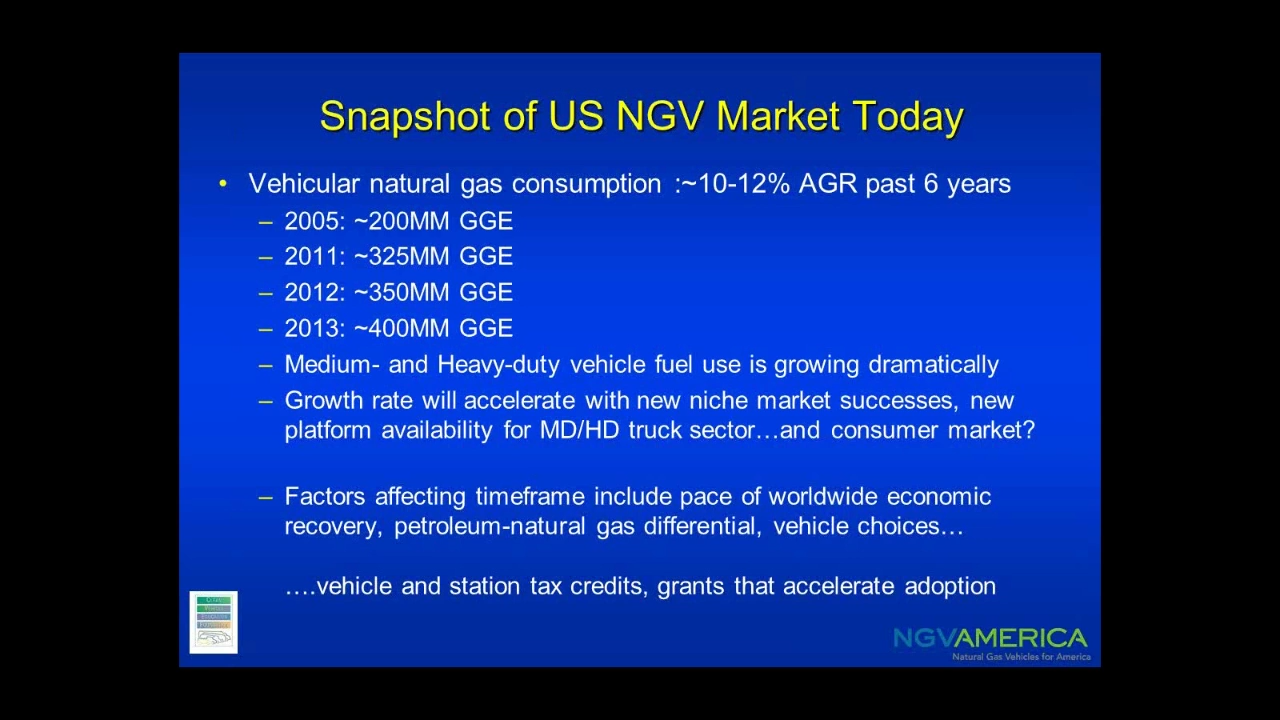 Snapshot of US NGV Market Today
• Vehicular natural gas consumption :~10-12% AGR past 6 years
– 2005: ~200MM GGE
– 2011: ~325MM GGE
– 2012: ~350MM GGE
– 2013: ~400MM GGE
– Medium- and Heavy-duty vehicle fuel use is growing dramatically
– Growth rate will accelerate with new niche market successes, new
platform availability for MD/HD truck sector…and consumer market?
– Factors affecting timeframe include pace of worldwide economic
recovery, petroleum-natural gas differential, vehicle choices…
….vehicle and station tax credits, grants that accelerate adoption
NGVAMERICA
Natural Gas Vehicles for America